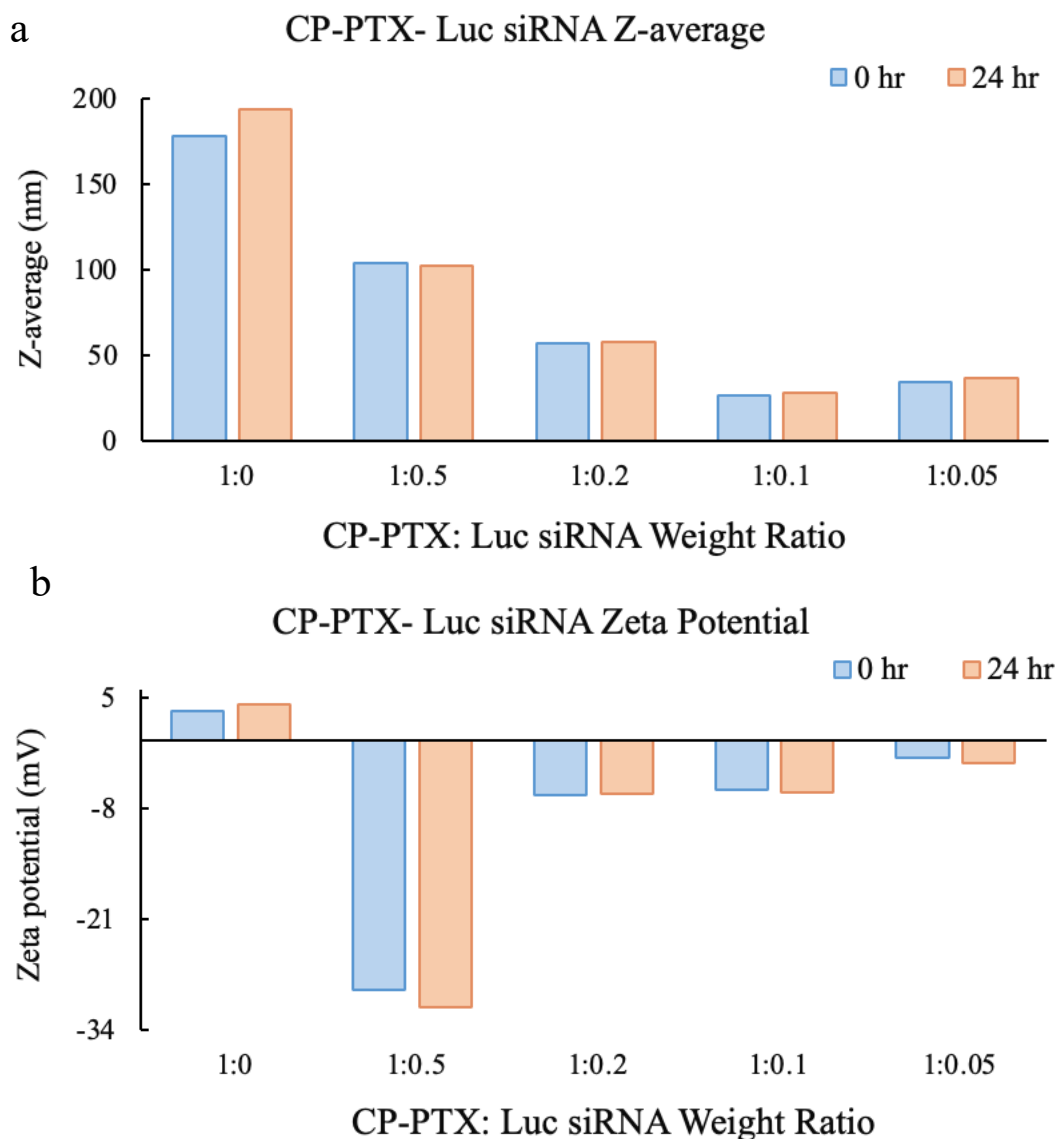 a
CP-PTX- Luc siRNA Z-average
0 hr 24 hr
Z-average (nm)
200
150
100
50
0
1:0 1:0.5 1:0.2 1:0.1 1:0.05
CP-PTX: Luc siRNA Weight Ratio
b
CP-PTX- Luc siRNA Zeta Potential
0 hr 24 hr
Zeta potential (mV)
5
-8
-21
-34
1:0 1:0.5 1:0.2 1:0.1 1:0.05
CP-PTX: Luc siRNA Weight Ratio